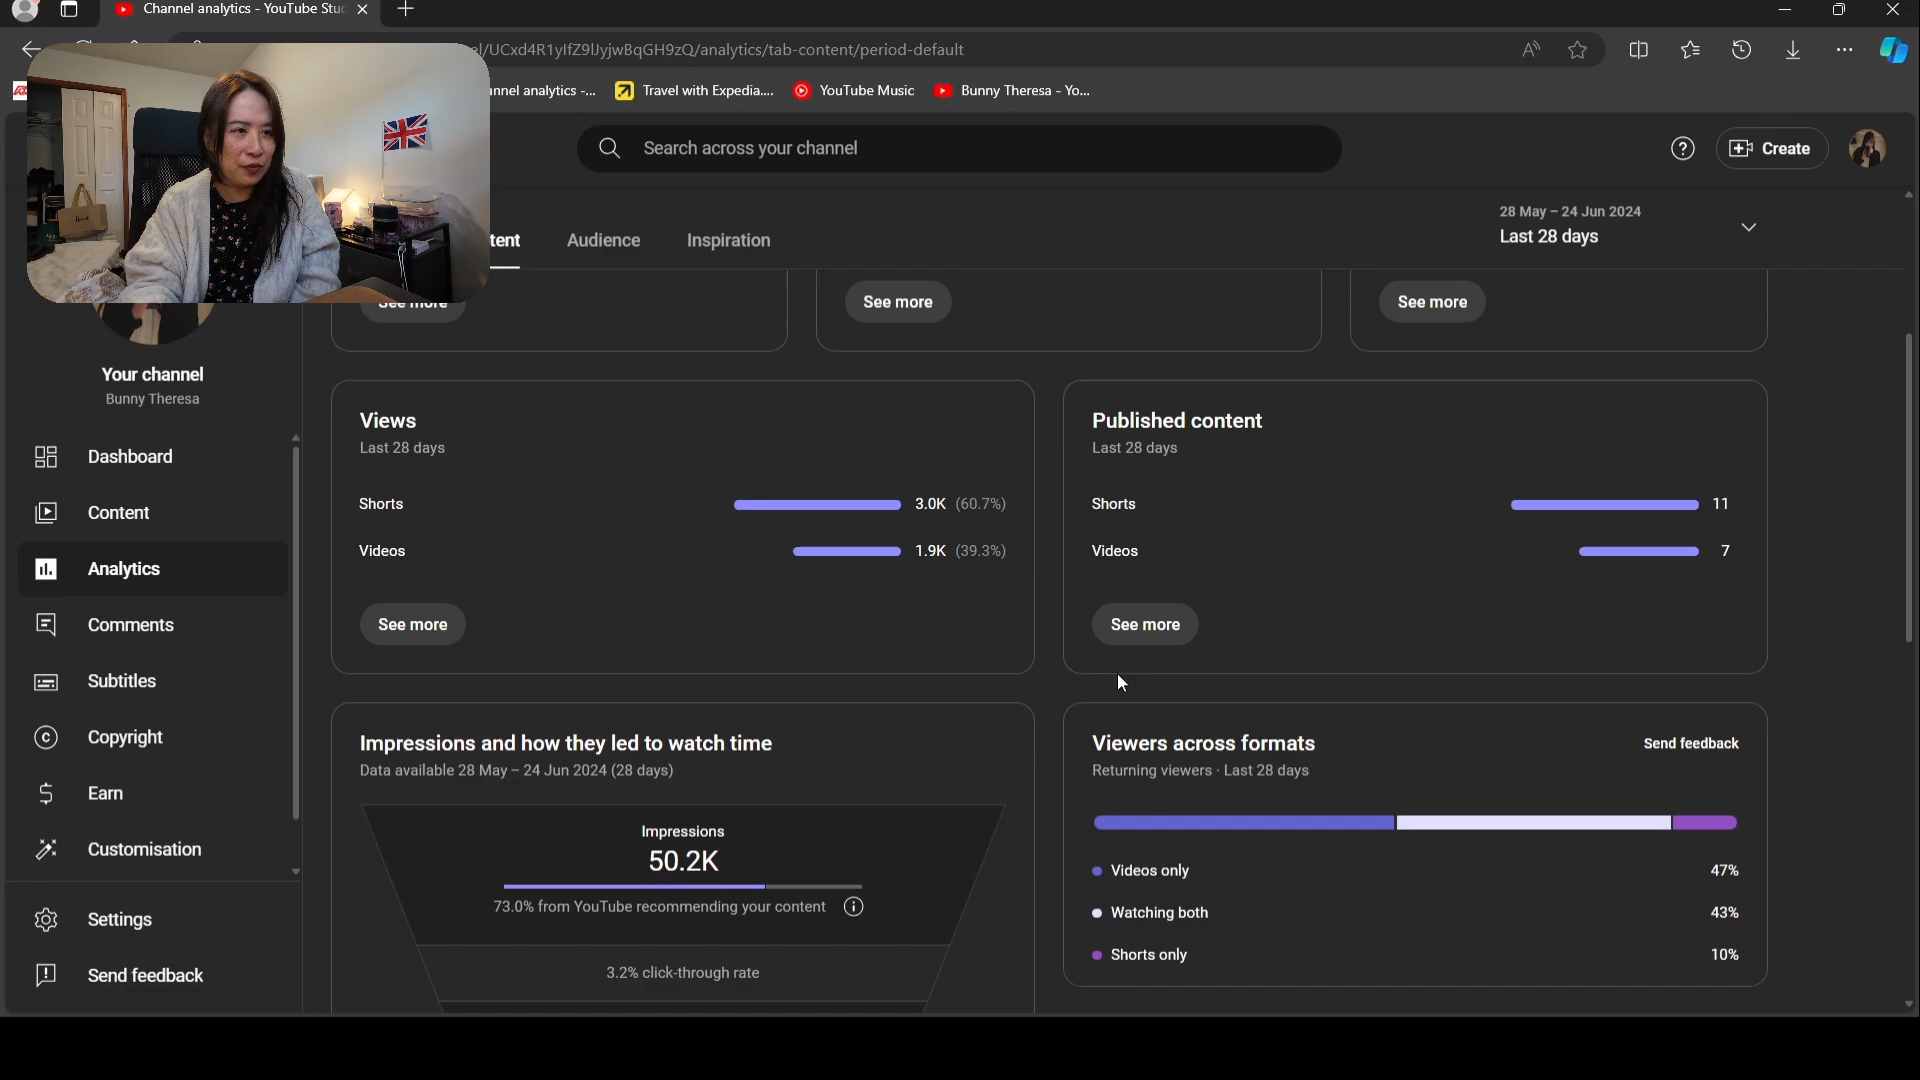 Channel analytics - YouTube Stu
/UCxd4R1yIfZ9lJyjwBqGH9zQ/analytics/tab-content/period-default
annel analytics -...
Travel with Expedia....
YouTube Music
Bunny Theresa - Yo...
Search across your channel
Create
tent
Audience
Inspiration
28 May – 24 Jun 2024
Last 28 days
See more
See more
See more
Your channel
Bunny Theresa
Dashboard
Content
Analytics
Comments
Subtitles
Copyright
Earn
Customisation
Settings
Send feedback
Views
Last 28 days
Shorts 3.0K (60.7%)
Videos 1.9K (39.3%)
See more
Published content
Last 28 days
Shorts 11
Videos 7
See more
Impressions and how they led to watch time
Data available 28 May – 24 Jun 2024 (28 days)
Impressions
50.2K
73.0% from YouTube recommending your content
3.2% click-through rate
Viewers across formats
Send feedback
Returning viewers · Last 28 days
Videos only 47%
Watching both 43%
Shorts only 10%